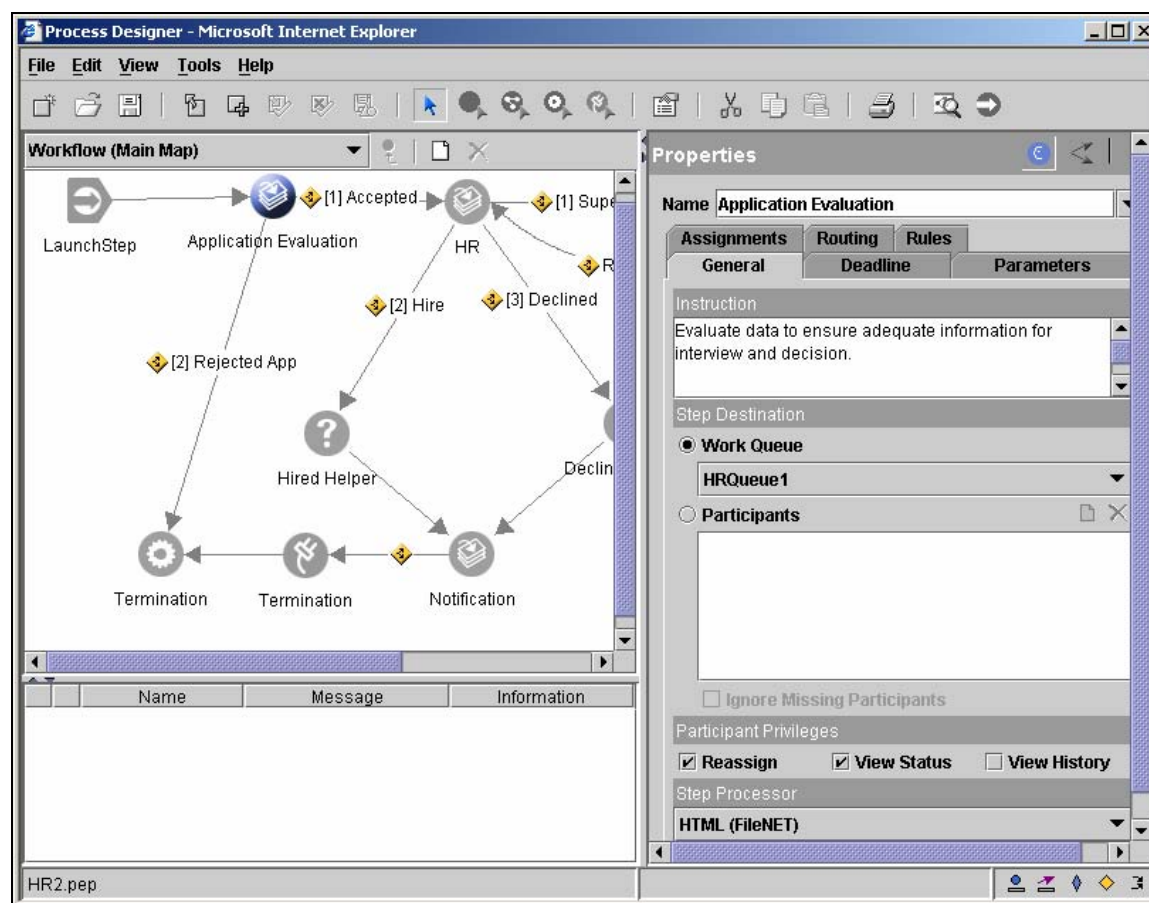 Process Designer - Microsoft Internet Explorer
File Edit View Tools Help
Workflow (Main Map)
LaunchStep
Application Evaluation
[1] Accepted
HR
[1] Supe
R
[2] Hire
[3] Declined
[2] Rejected App
Hired Helper
Declin
Termination
Termination
Notification
Name Message Information
HR2.pep
Properties
Name Application Evaluation
Assignments Routing Rules
General Deadline Parameters
Instruction
Evaluate data to ensure adequate information for
interview and decision.
Step Destination
Work Queue
HRQueue1
Participants
Ignore Missing Participants
Participant Privileges
Reassign View Status View History
Step Processor
HTML (FileNET)